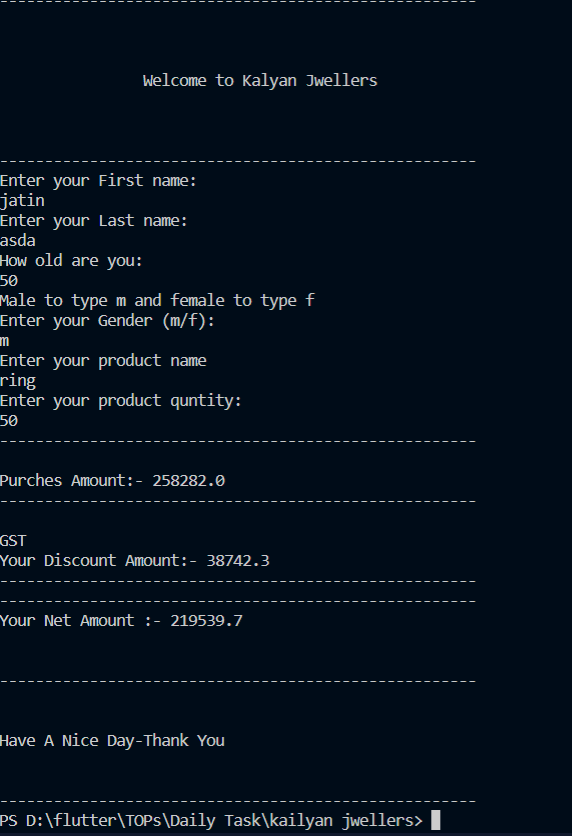 -----------------------------------------------------
Welcome to Kalyan Jwellers
-----------------------------------------------------
Enter your First name:
jatin
Enter your Last name:
asda
How old are you:
50
Male to type m and female to type f
Enter your Gender (m/f):
m
Enter your product name
ring
Enter your product quntity:
50
-----------------------------------------------------
Purches Amount:- 258282.0
-----------------------------------------------------
GST
Your Discount Amount:- 38742.3
-----------------------------------------------------
-----------------------------------------------------
Your Net Amount :- 219539.7
-----------------------------------------------------
Have A Nice Day-Thank You
-----------------------------------------------------
PS D:\flutter\TOPs\Daily Task\kailyan jwellers>